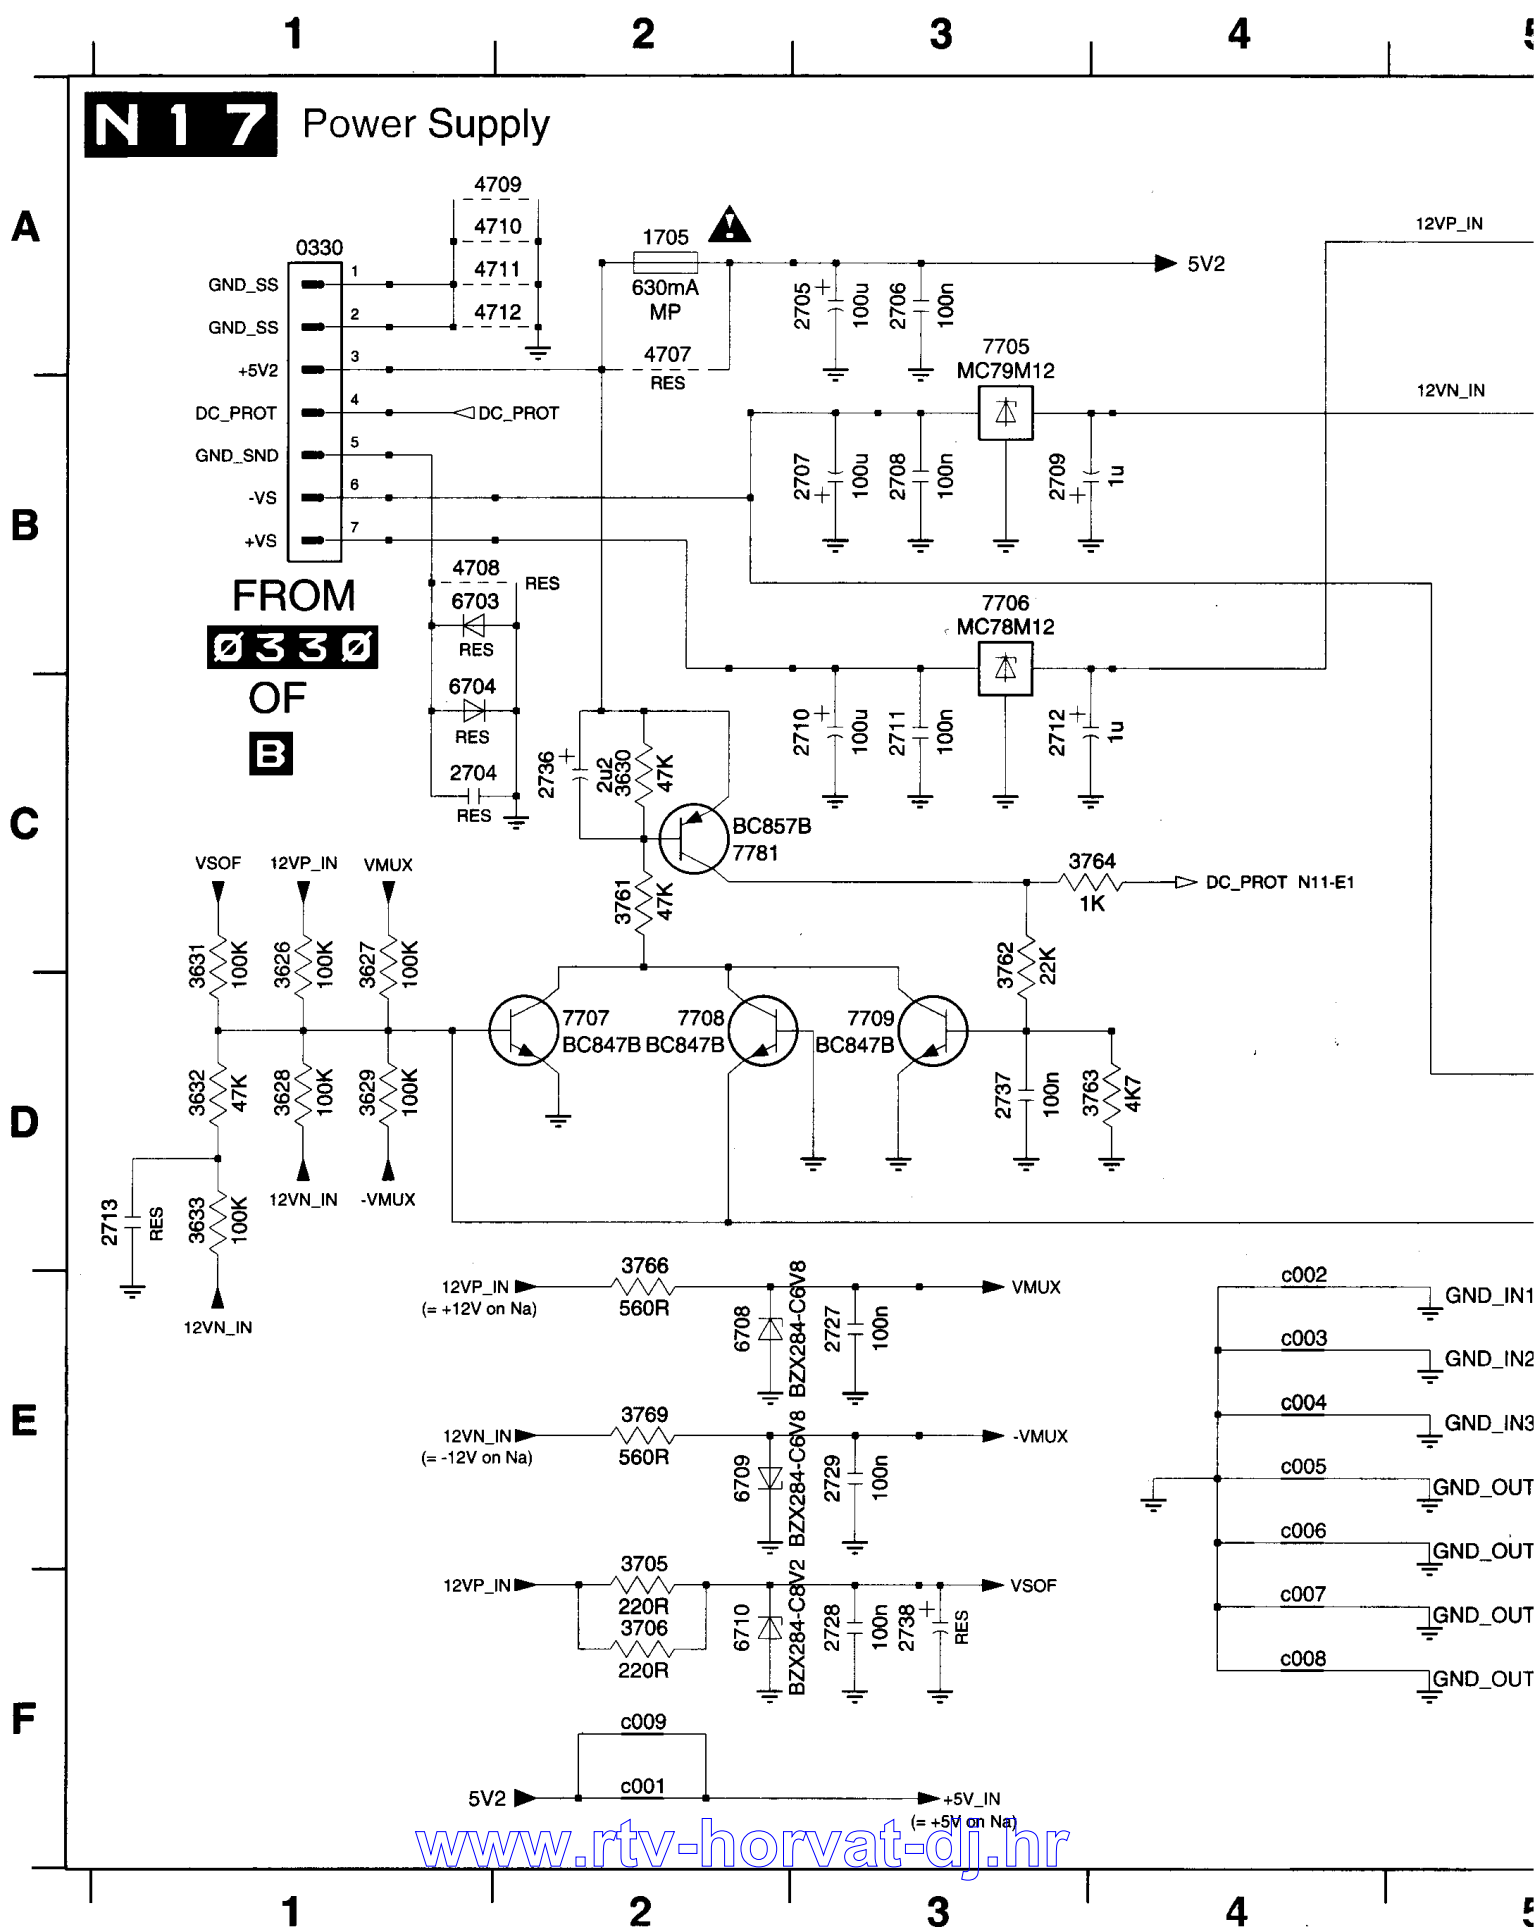 1 2 3 4
N 1 7 Power Supply
A
4709
4710
4711
4712
0330
GND_SS 1
GND_SS 2
+5V2 3
DC_PROT 4
GND_SND 5
-VS 6
+VS 7
DC_PROT
1705
630mA
MP
4707
RES
5V2
2705 + 100u
2706 100n
12VP_IN
7705
MC79M12
12VN_IN
B
2707 + 100u
2708 100n
2709 + 1u
FROM
0330
OF
B
4708 RES
6703
RES
6704
RES
2704
RES
7706
MC78M12
2710 + 100u
2711 100n
2712 + 1u
C
2736 + 2u2
3630 47K
BC857B
7781
3761 47K
3764
1K
DC_PROT N11-E1
3762 22K
VSOF 12VP_IN VMUX
3631 100K
3626 100K
3627 100K
7707
BC847B
7708
BC847B
7709
BC847B
D
3632 47K
3628 100K
3629 100K
2737 100n
3763 4K7
12VN_IN -VMUX
2713 RES
3633 100K
12VN_IN
E
12VP_IN
(= +12V on Na)
3766
560R
6708 BZX284-C6V8
2727 100n
VMUX
12VN_IN
(= -12V on Na)
3769
560R
6709 BZX284-C6V8
2729 100n
-VMUX
12VP_IN
3705
220R
3706
220R
6710 BZX284-C8V2
2728 100n
2738 + RES
VSOF
c002 GND_IN1
c003 GND_IN2
c004 GND_IN3
c005 GND_OUT
c006 GND_OUT
c007 GND_OUT
c008 GND_OUT
F
c009
5V2 c001 +5V_IN
(= +5V on Na)
www.rtv-horvat-dj.hr
1 2 3 4